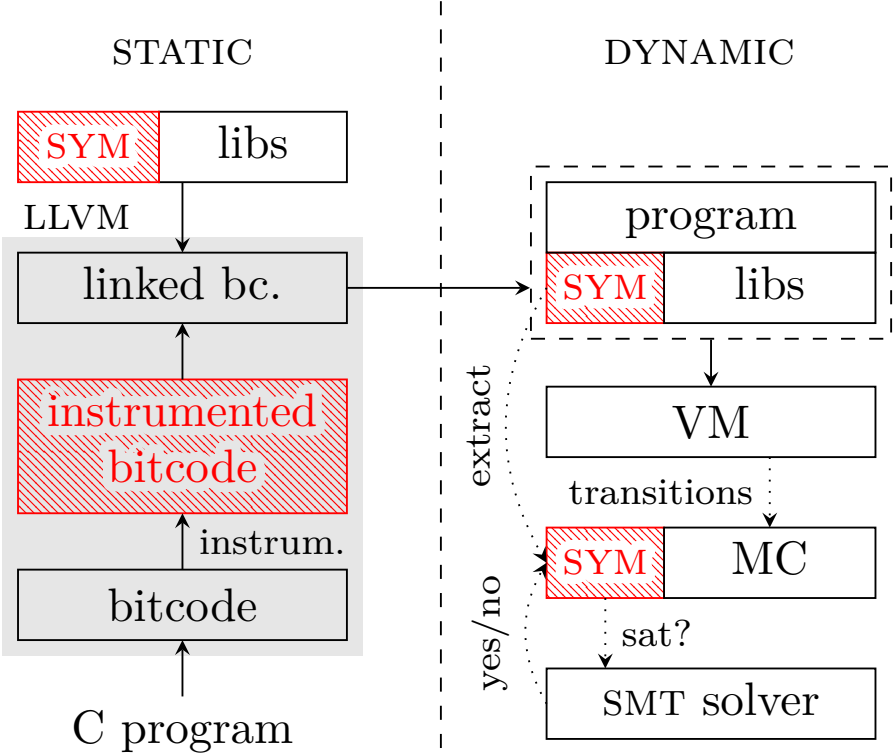 STATIC
SYM libs
LLVM
linked bc.
instrumented
bitcode
instrum.
bitcode
C program
DYNAMIC
program
SYM libs
extract
VM
transitions
SYM MC
yes/no
sat?
SMT solver